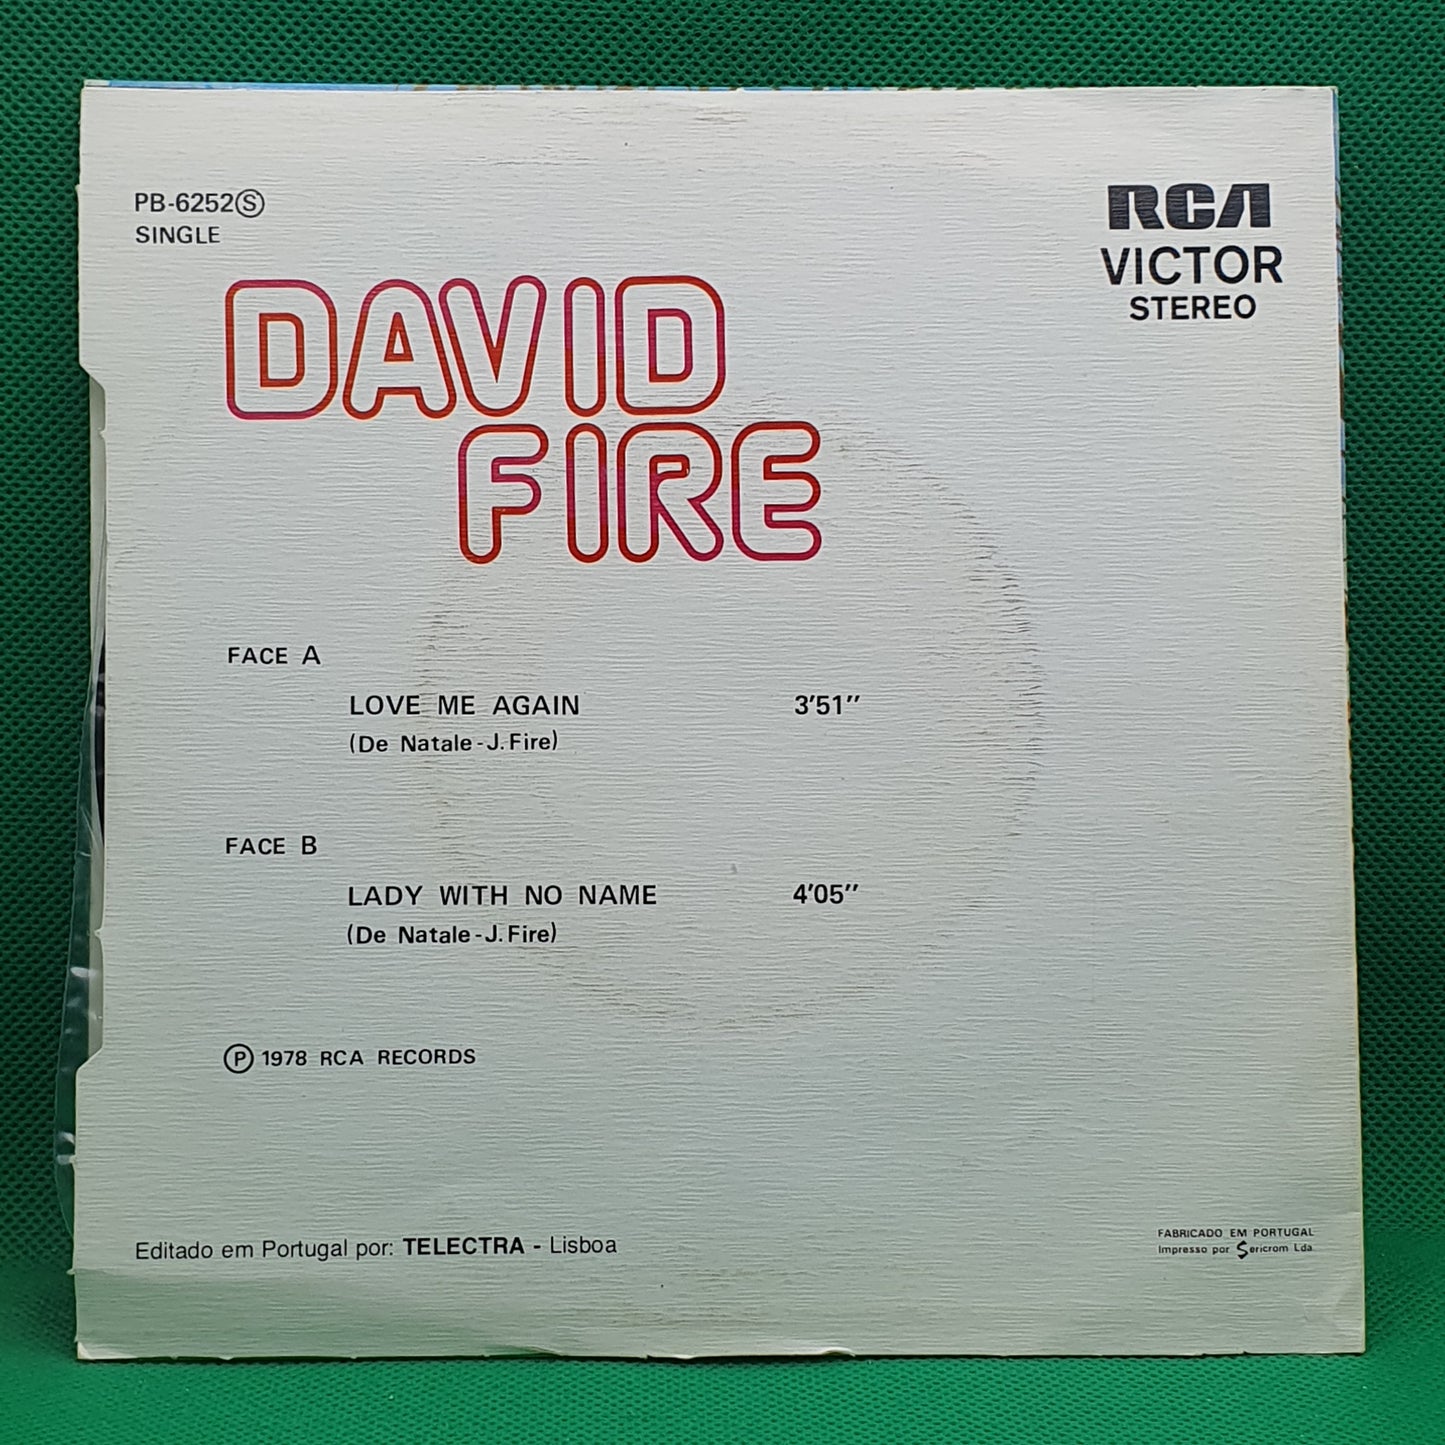 PB-6252Ⓢ
SINGLE
RCA
VICTOR
STEREO
DAVID
FIRE
FACE A
LOVE ME AGAIN 3'51''
(De Natale-J. Fire)
FACE B
LADY WITH NO NAME 4'05''
(De Natale-J. Fire)
Ⓟ 1978 RCA RECORDS
Editado em Portugal por: TELECTRA - Lisboa
FABRICADO EM PORTUGAL
Impresso por Sericrom Lda.